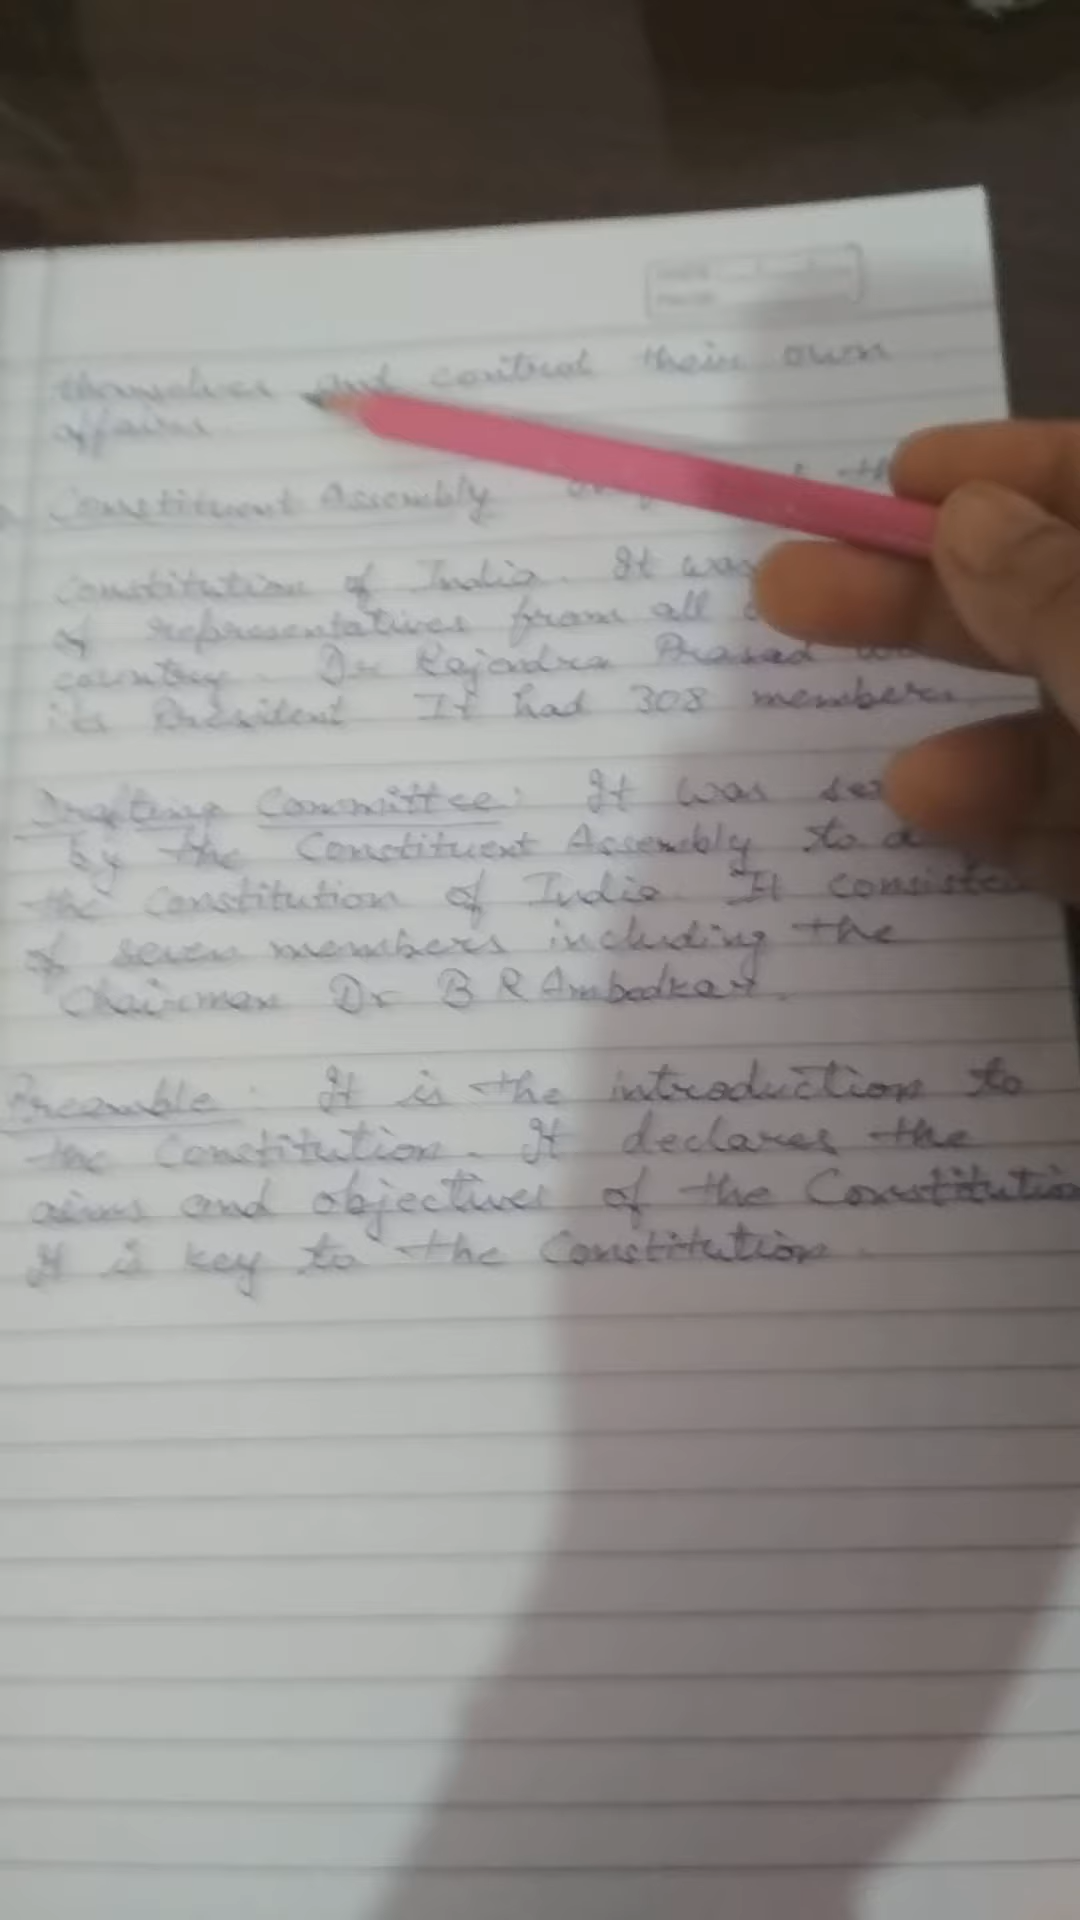 themselves and control their own
affairs.
Constituent Assembly
Constitution of India. It was
of representatives from all
country. Dr Rajendra Prasad
its President It had 308 members
Drafting Committee: It was
by the Constituent Assembly to
the Constitution of India. It consisted
of seven members including the
Chairman Dr B R Ambedkar.
Preamble: It is the introduction to
the Constitution. It declares the
aims and objectives of the Constitution
It is key to the Constitution.